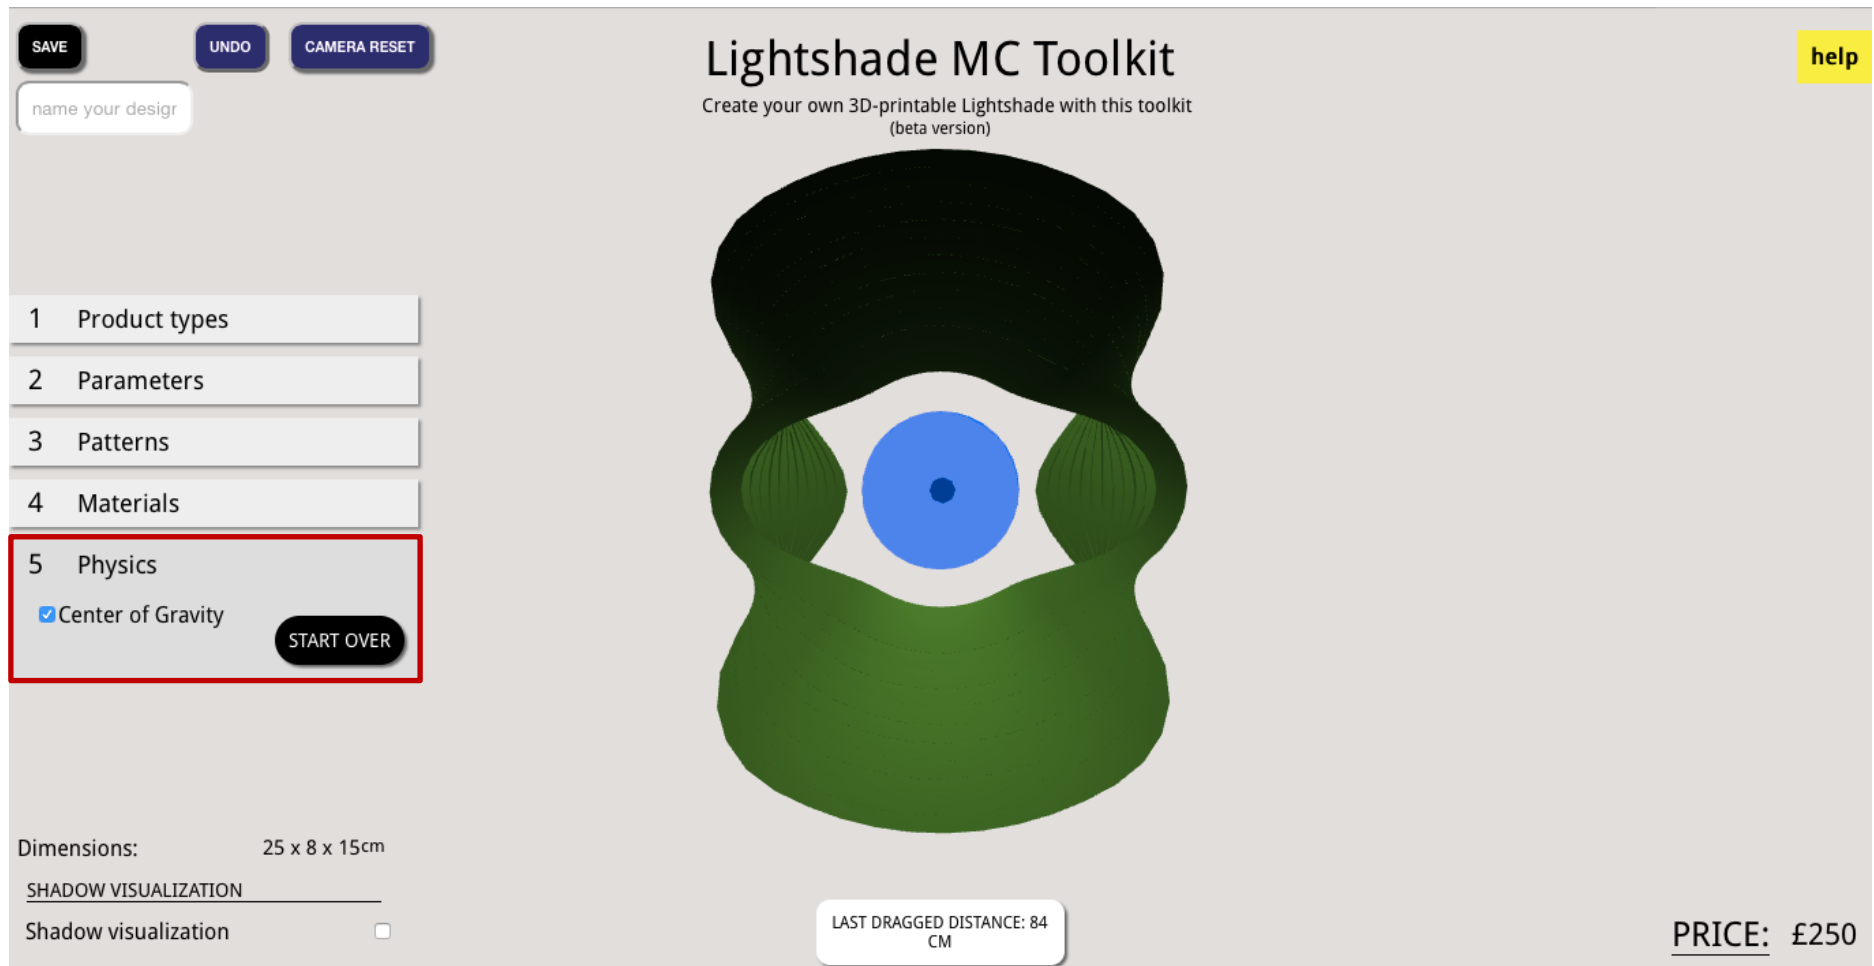 SAVE
UNDO
CAMERA RESET
name your design
Lightshade MC Toolkit
Create your own 3D-printable Lightshade with this toolkit
(beta version)
help
1 Product types
2 Parameters
3 Patterns
4 Materials
5 Physics
Center of Gravity
START OVER
Dimensions: 25 x 8 x 15cm
SHADOW VISUALIZATION
Shadow visualization
LAST DRAGGED DISTANCE: 84
CM
PRICE: £250